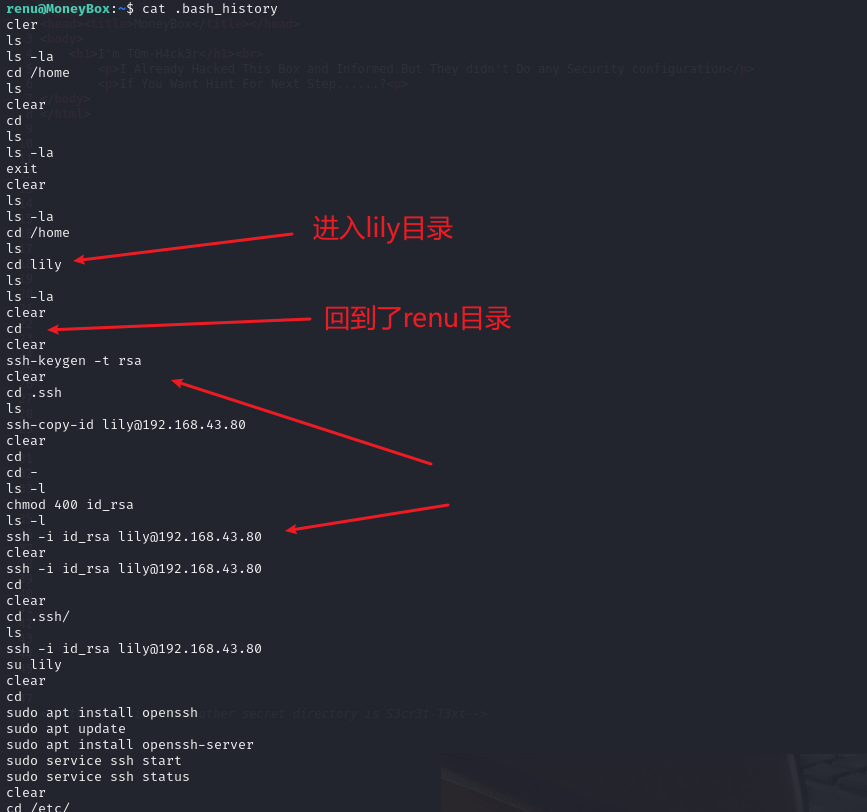 renu@MoneyBox:~$ cat .bash_history
cler <head><title>MoneyBox</title></head>
ls <body>
ls -la <h1>I'm T0m-H4ck3r</h1><br>
cd /home <p>I Already Hacked This Box and Informed But They didn't Do any Security configuration</p>
ls <p>If You Want Hint For Next Step......?<p>
clear </body>
cd </html>
ls
ls -la
exit
clear
ls
ls -la
cd /home
进入lily目录
ls
cd lily
ls
ls -la
clear
回到了renu目录
cd
clear
ssh-keygen -t rsa
clear
cd .ssh
ls
ssh-copy-id lily@192.168.43.80
clear
cd
cd -
ls -l
chmod 400 id_rsa
ls -l
ssh -i id_rsa lily@192.168.43.80
clear
ssh -i id_rsa lily@192.168.43.80
cd
clear
cd .ssh/
ls
ssh -i id_rsa lily@192.168.43.80
su lily
clear
cd
sudo apt install openssh other secret directory is S3cr3t-T3xt-->
sudo apt update
sudo apt install openssh-server
sudo service ssh start
sudo service ssh status
clear
cd /etc/